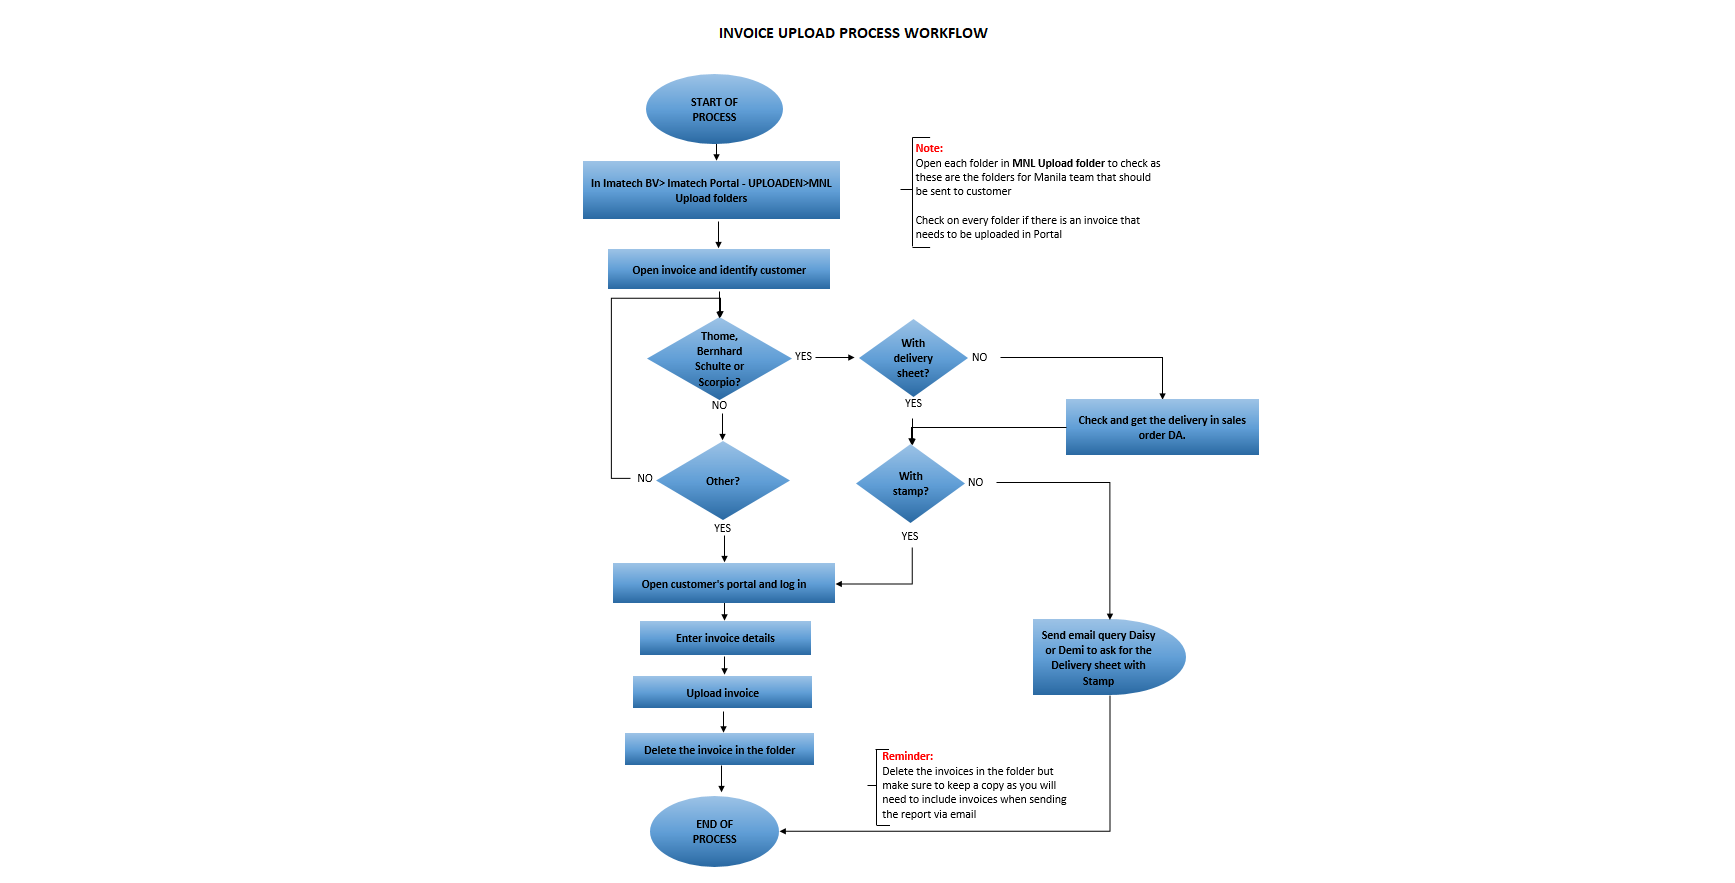 INVOICE UPLOAD PROCESS WORKFLOW
START OF
PROCESS
Note:
Open each folder in MNL Upload folder to check as
these are the folders for Manila team that should
be sent to customer
Check on every folder if there is an invoice that
needs to be uploaded in Portal
In Imatech BV> Imatech Portal - UPLOADEN>MNL
Upload folders
Open invoice and identify customer
Thome,
Bernhard
Schulte or
Scorpio?
YES
With
delivery
sheet?
NO
NO
YES
Check and get the delivery in sales
order DA.
NO
Other?
With
stamp?
NO
YES
YES
Open customer's portal and log in
Enter invoice details
Send email query Daisy
or Demi to ask for the
Delivery sheet with
Stamp
Upload invoice
Delete the invoice in the folder
Reminder:
Delete the invoices in the folder but
make sure to keep a copy as you will
need to include invoices when sending
the report via email
END OF
PROCESS